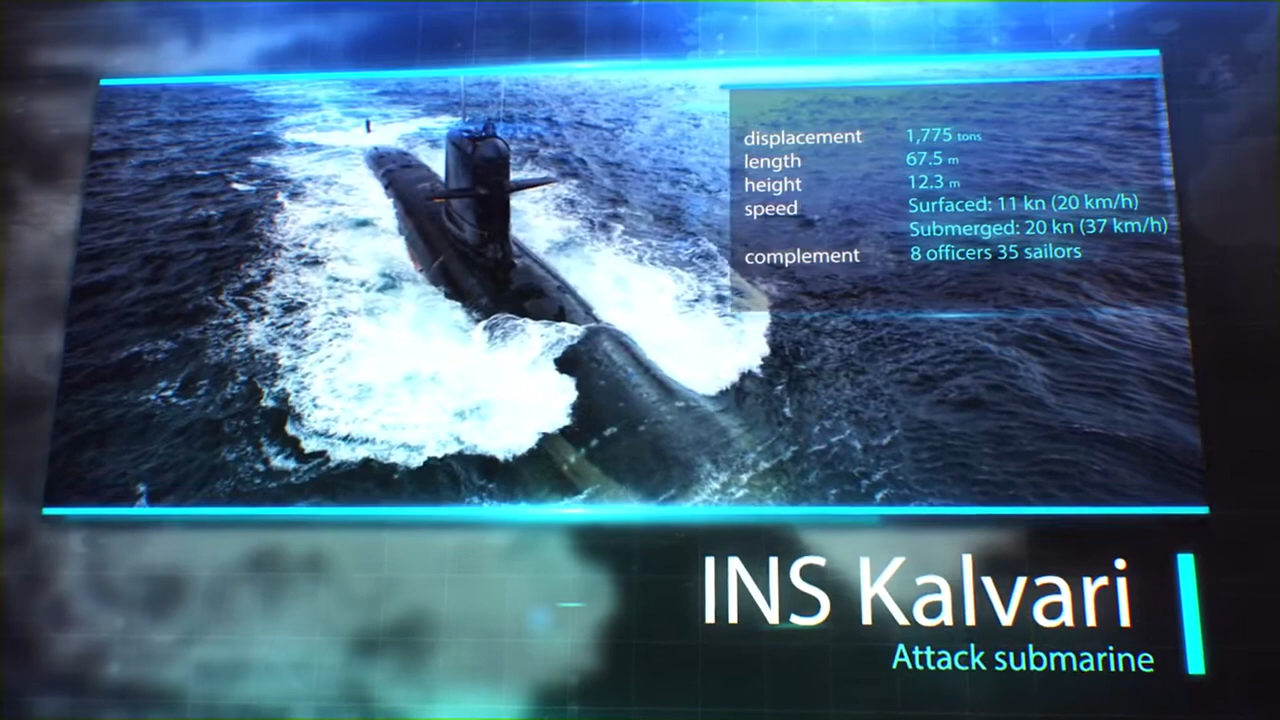 displacement 1,775 tons
length 67.5 m
height 12.3 m
speed Surfaced: 11 kn (20 km/h)
Submerged: 20 kn (37 km/h)
complement 8 officers 35 sailors
INS Kalvari
Attack submarine